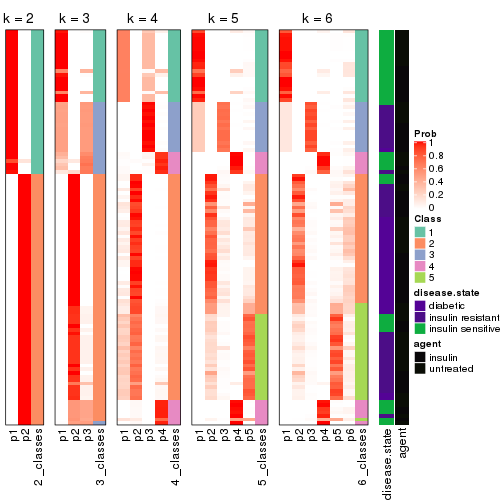 k = 2
k = 3
k = 4
k = 5
k = 6
Prob
1
0.8
0.6
0.4
0.2
0
Class
1
2
3
4
5
disease.state
diabetic
insulin resistant
insulin sensitive
agent
insulin
untreated
p1
p2
2_classes
p1
p2
p3
3_classes
p1
p2
p3
p4
4_classes
p1
p2
p3
p4
p5
5_classes
p1
p2
p3
p4
p5
p6
6_classes
disease.state
agent